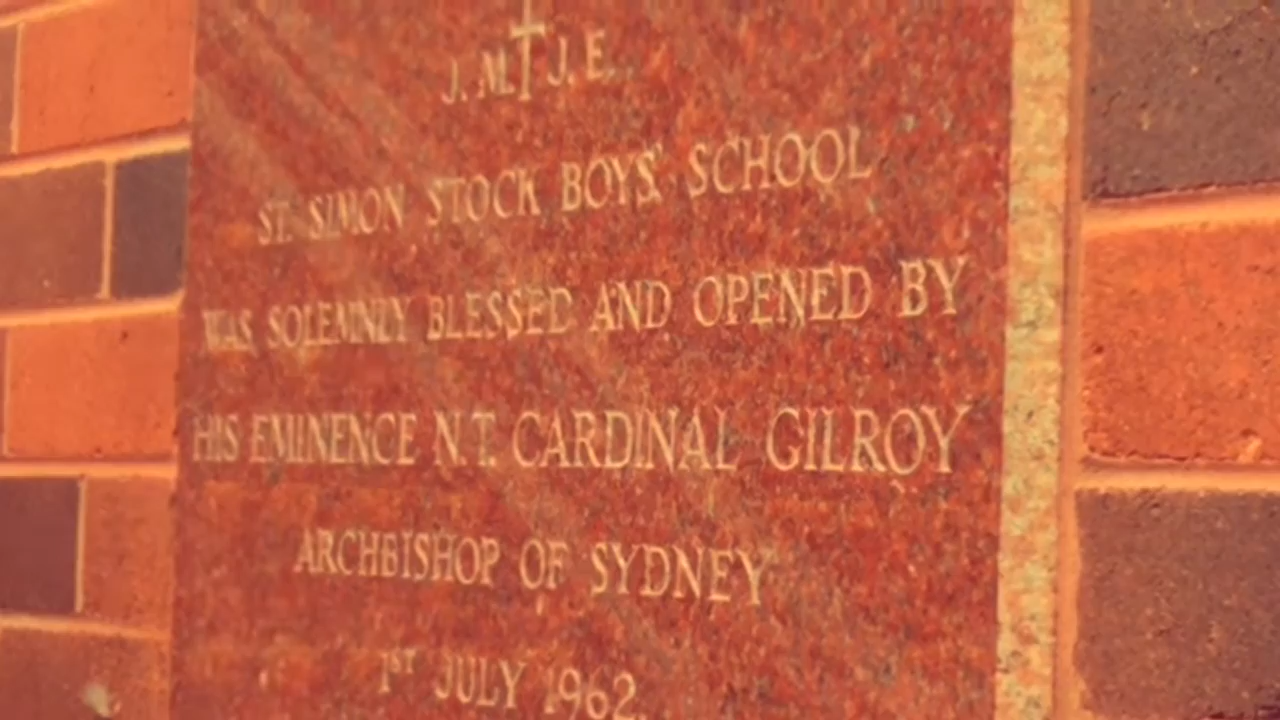 J. M. J. E.
ST. SIMON STOCK BOYS' SCHOOL
WAS SOLEMNLY BLESSED AND OPENED BY
HIS EMINENCE N.T. CARDINAL GILROY
ARCHBISHOP OF SYDNEY
1ST JULY 1962.